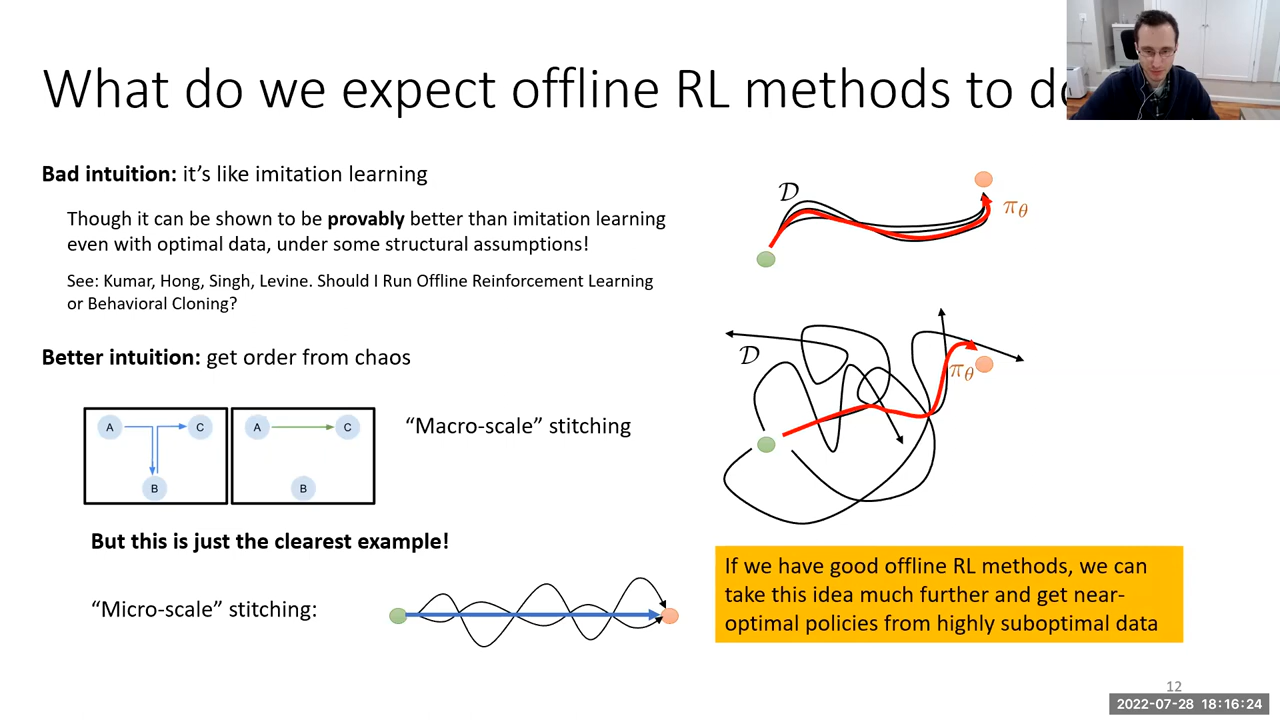 What do we expect offline RL methods to do
Bad intuition: it's like imitation learning
Though it can be shown to be provably better than imitation learning
even with optimal data, under some structural assumptions!
See: Kumar, Hong, Singh, Levine. Should I Run Offline Reinforcement Learning
or Behavioral Cloning?
D
πθ
Better intuition: get order from chaos
A C
B
A C
B
"Macro-scale" stitching
D
πθ
But this is just the clearest example!
"Micro-scale" stitching:
If we have good offline RL methods, we can
take this idea much further and get near-
optimal policies from highly suboptimal data
12
2022-07-28 18:16:24